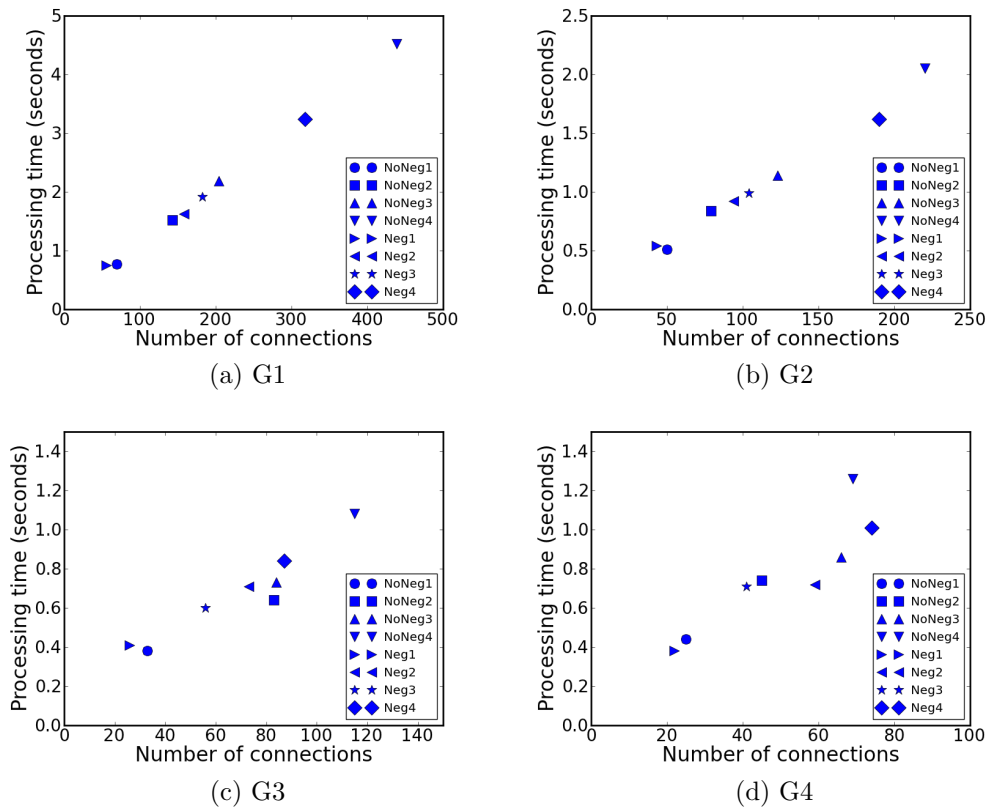 Processing time (seconds)
5
4
3
2
1
0
0 100 200 300 400 500
Number of connections
NoNeg1
NoNeg2
NoNeg3
NoNeg4
Neg1
Neg2
Neg3
Neg4
(a) G1
Processing time (seconds)
2.5
2.0
1.5
1.0
0.5
0.0
0 50 100 150 200 250
Number of connections
NoNeg1
NoNeg2
NoNeg3
NoNeg4
Neg1
Neg2
Neg3
Neg4
(b) G2
Processing time (seconds)
1.4
1.2
1.0
0.8
0.6
0.4
0.2
0.0
0 20 40 60 80 100 120 140
Number of connections
NoNeg1
NoNeg2
NoNeg3
NoNeg4
Neg1
Neg2
Neg3
Neg4
(c) G3
Processing time (seconds)
1.4
1.2
1.0
0.8
0.6
0.4
0.2
0.0
0 20 40 60 80 100
Number of connections
NoNeg1
NoNeg2
NoNeg3
NoNeg4
Neg1
Neg2
Neg3
Neg4
(d) G4